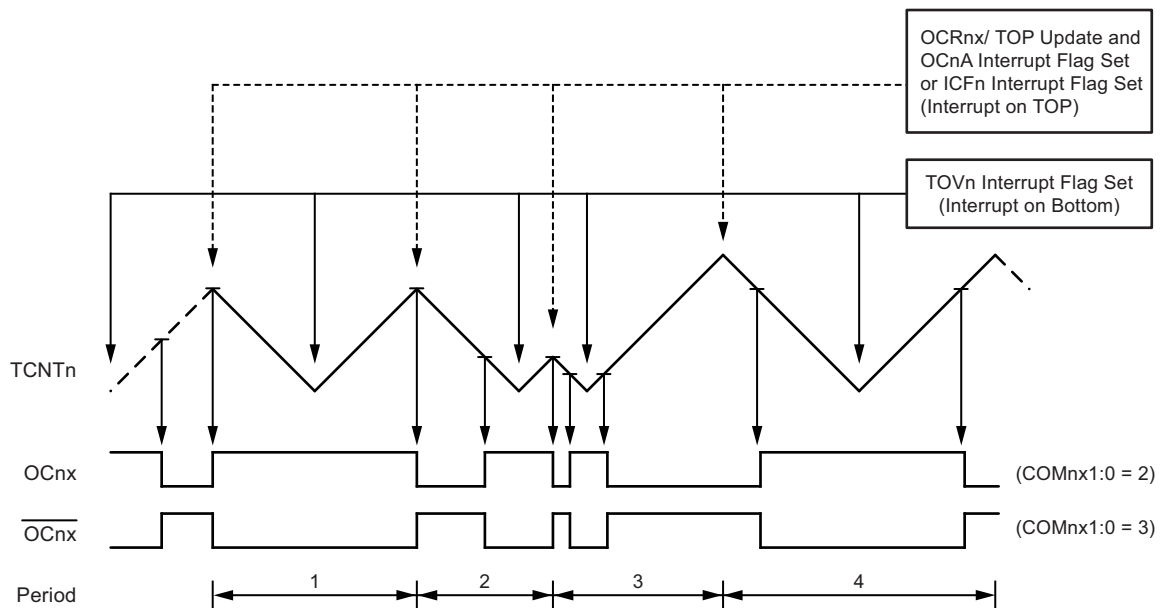 OCRnx/ TOP Update and
OCnA Interrupt Flag Set
or ICFn Interrupt Flag Set
(Interrupt on TOP)
TOVn Interrupt Flag Set
(Interrupt on Bottom)
TCNTn
OCnx
(COMnx1:0 = 2)
OCnx
(COMnx1:0 = 3)
Period
1
2
3
4